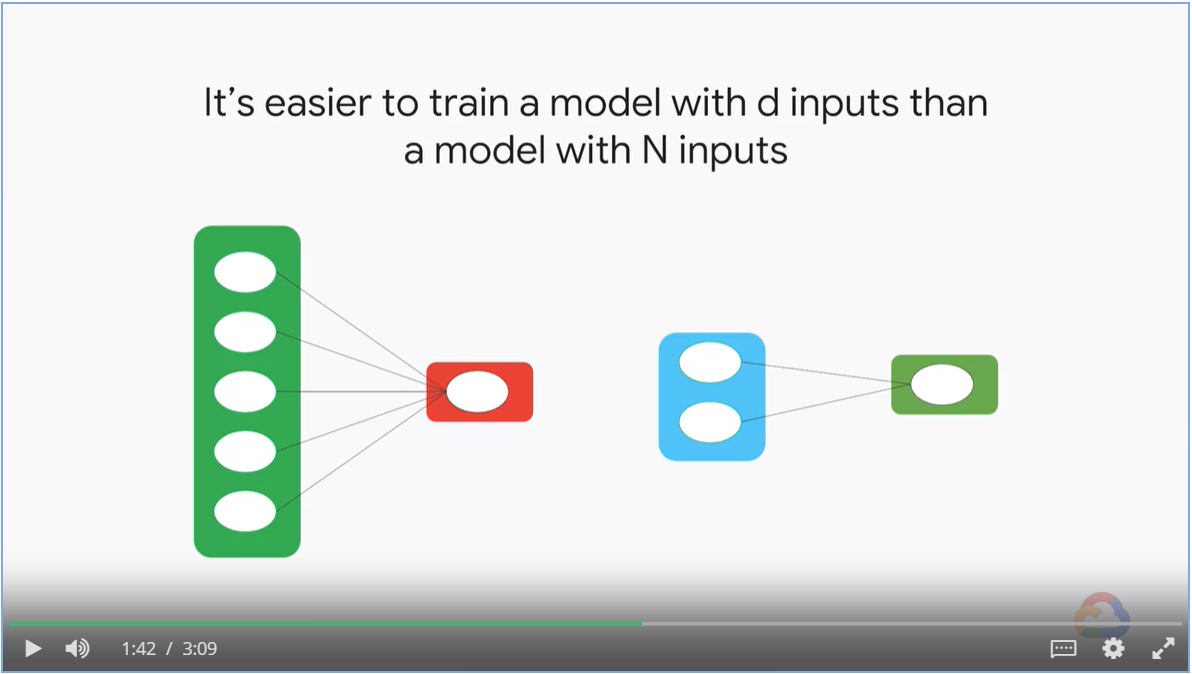 It’s easier to train a model with d inputs than
a model with N inputs
1:42 / 3:09